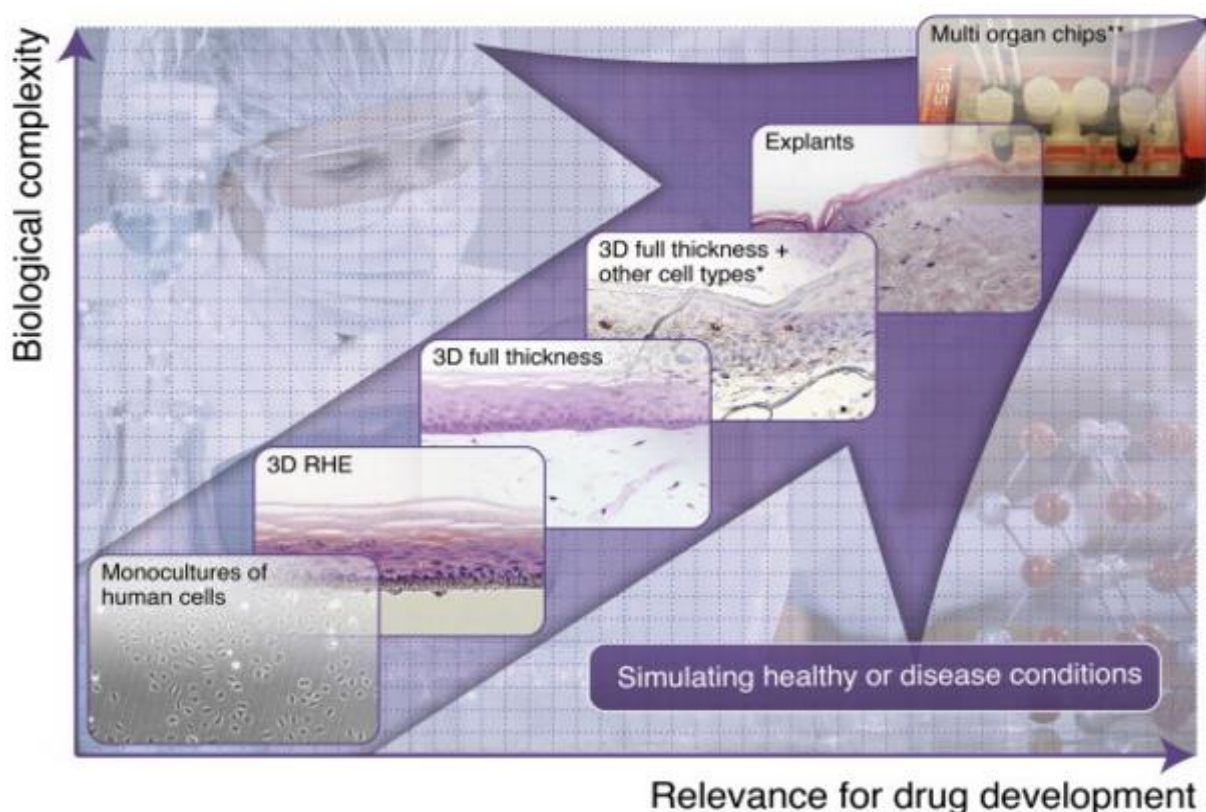 Biological complexity
Multi organ chips**
TISS
Explants
3D full thickness +
other cell types*
3D full thickness
3D RHE
Monocultures of
human cells
Simulating healthy or disease conditions
Relevance for drug development